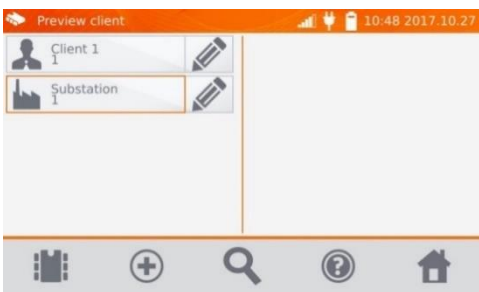 Preview client
10:48 2017.10.27
Client 1
1
Substation
1